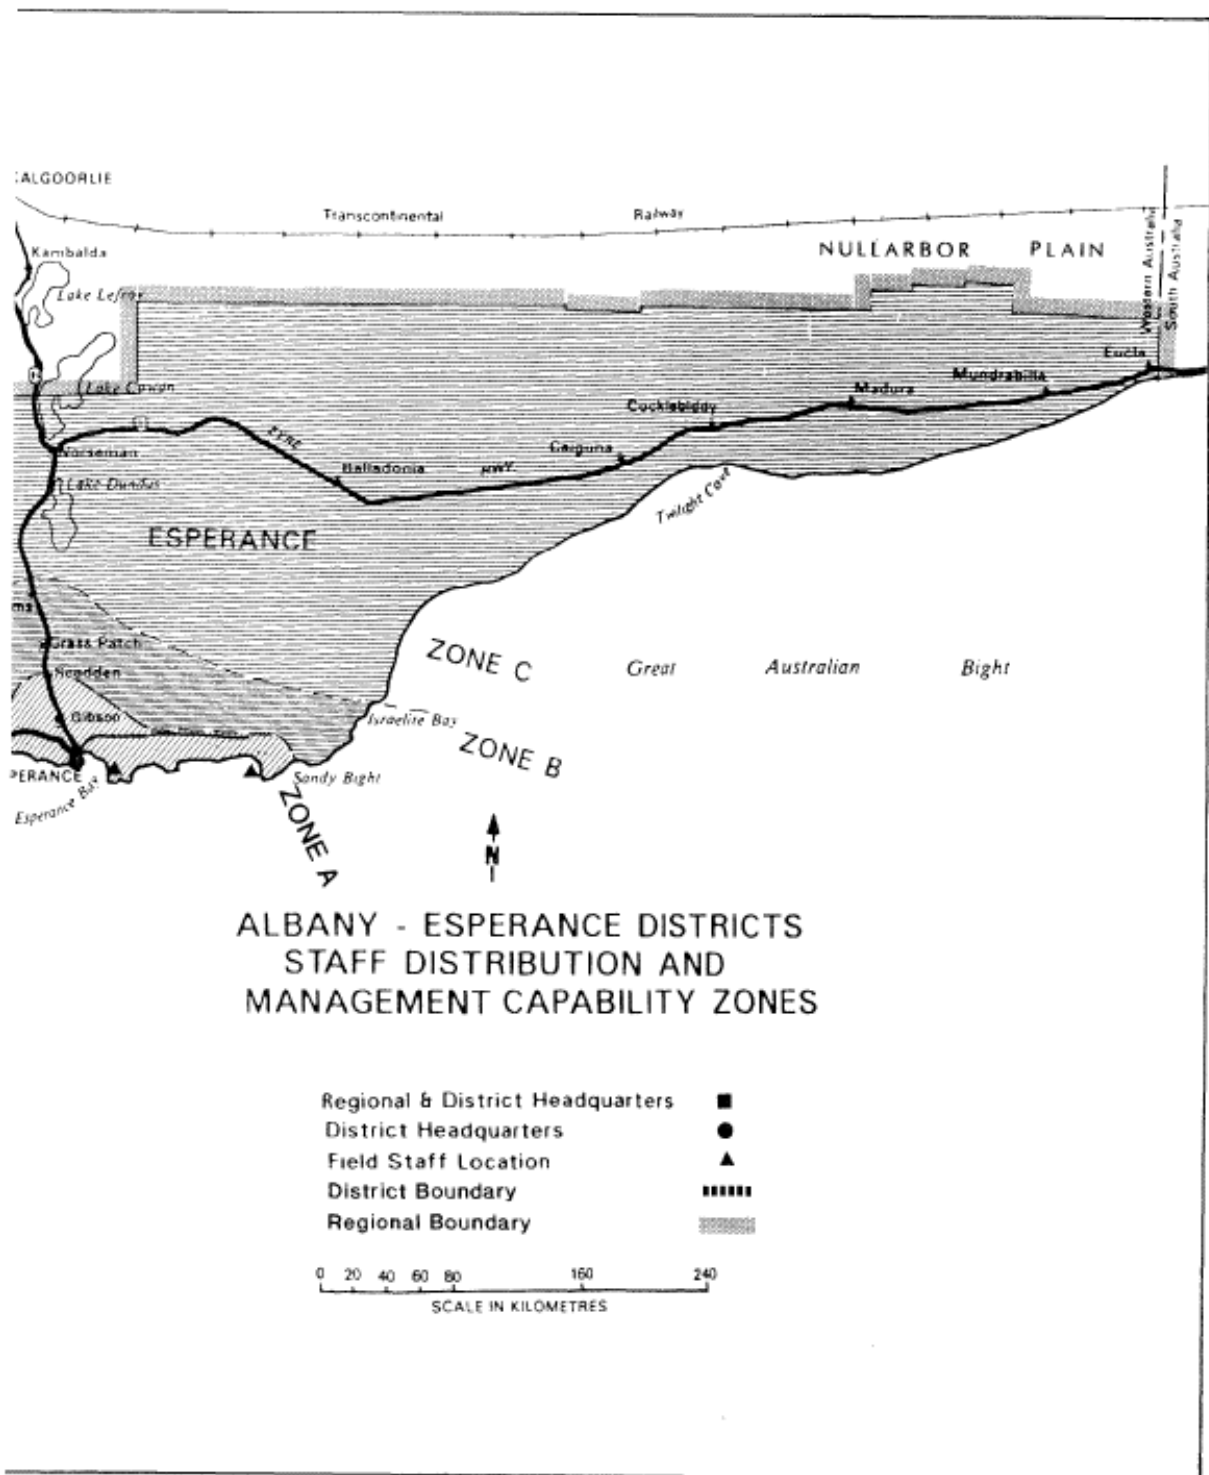 :ALGOORLIE
Transcontinental Railway
Kambalda
NULLARBOR PLAIN
Western Australia
South Australia
Lake Lefroy
Eucla
Lake Cowan
Mundrabilla
Madura
Cocklebiddy
Norseman
EYRE
HWY
Caiguna
Balladonia
Lake Dundas
Twilight Cove
ESPERANCE
ms
Grass Patch
ZONE C
Great Australian Bight
Scadden
Gibson
Israelite Bay
ZONE B
PERANCE
Sandy Bight
Esperance Bay
ZONE A
N
ALBANY - ESPERANCE DISTRICTS
STAFF DISTRIBUTION AND
MANAGEMENT CAPABILITY ZONES
Regional & District Headquarters
District Headquarters
Field Staff Location
District Boundary
Regional Boundary
0 20 40 60 80 160 240
SCALE IN KILOMETRES